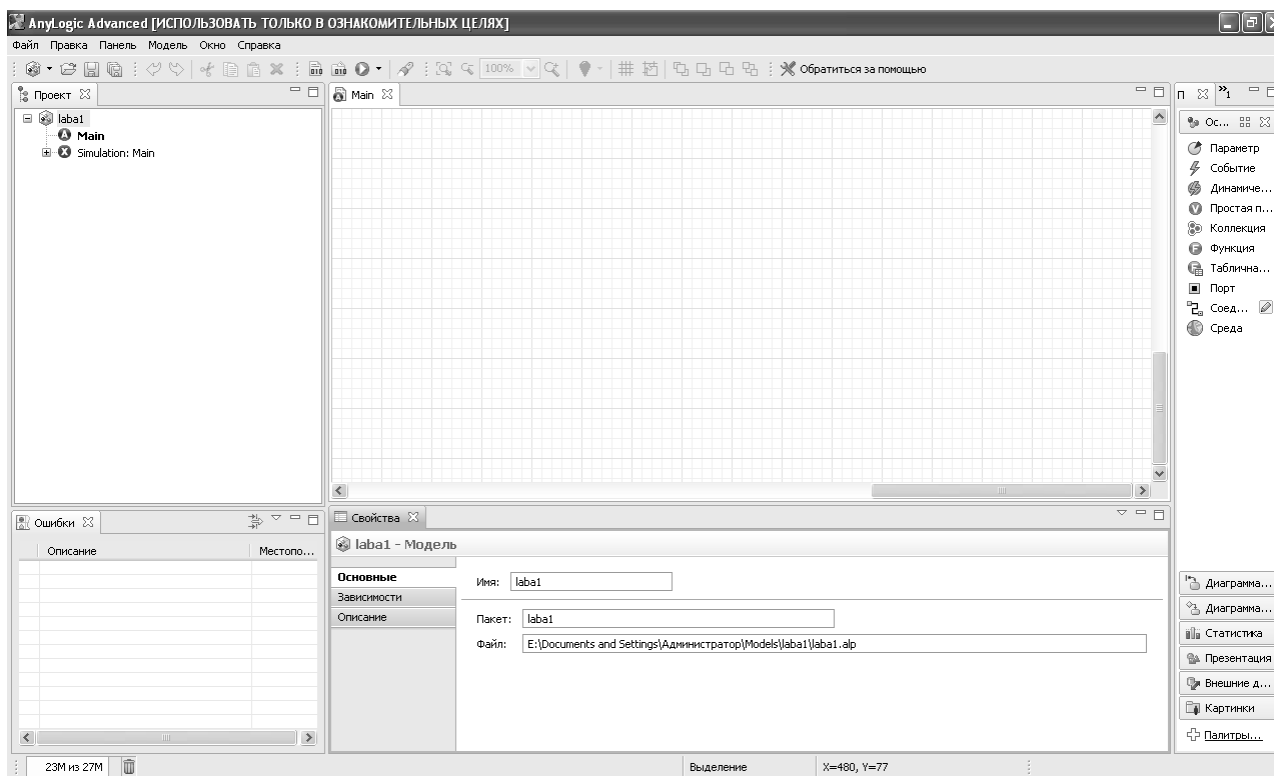 AnyLogic Advanced [ИСПОЛЬЗОВАТЬ ТОЛЬКО В ОЗНАКОМИТЕЛЬНЫХ ЦЕЛЯХ]
Файл Правка Панель Модель Окно Справка
100% Обратиться за помощью
Проект
laba1
Main
Simulation: Main
Main
П
Ос...
Параметр
Событие
Динамиче...
Простая п...
Коллекция
Функция
Таблична...
Порт
Соед...
Среда
Диаграмма...
Диаграмма...
Статистика
Презентация
Внешние д...
Картинки
Палитры...
Ошибки
Описание Местопо...
Свойства
laba1 - Модель
Основные
Зависимости
Описание
Имя: laba1
Пакет: laba1
Файл: E:\Documents and Settings\Администратор\Models\laba1\laba1.alp
23M из 27M Выделение X=480, Y=77